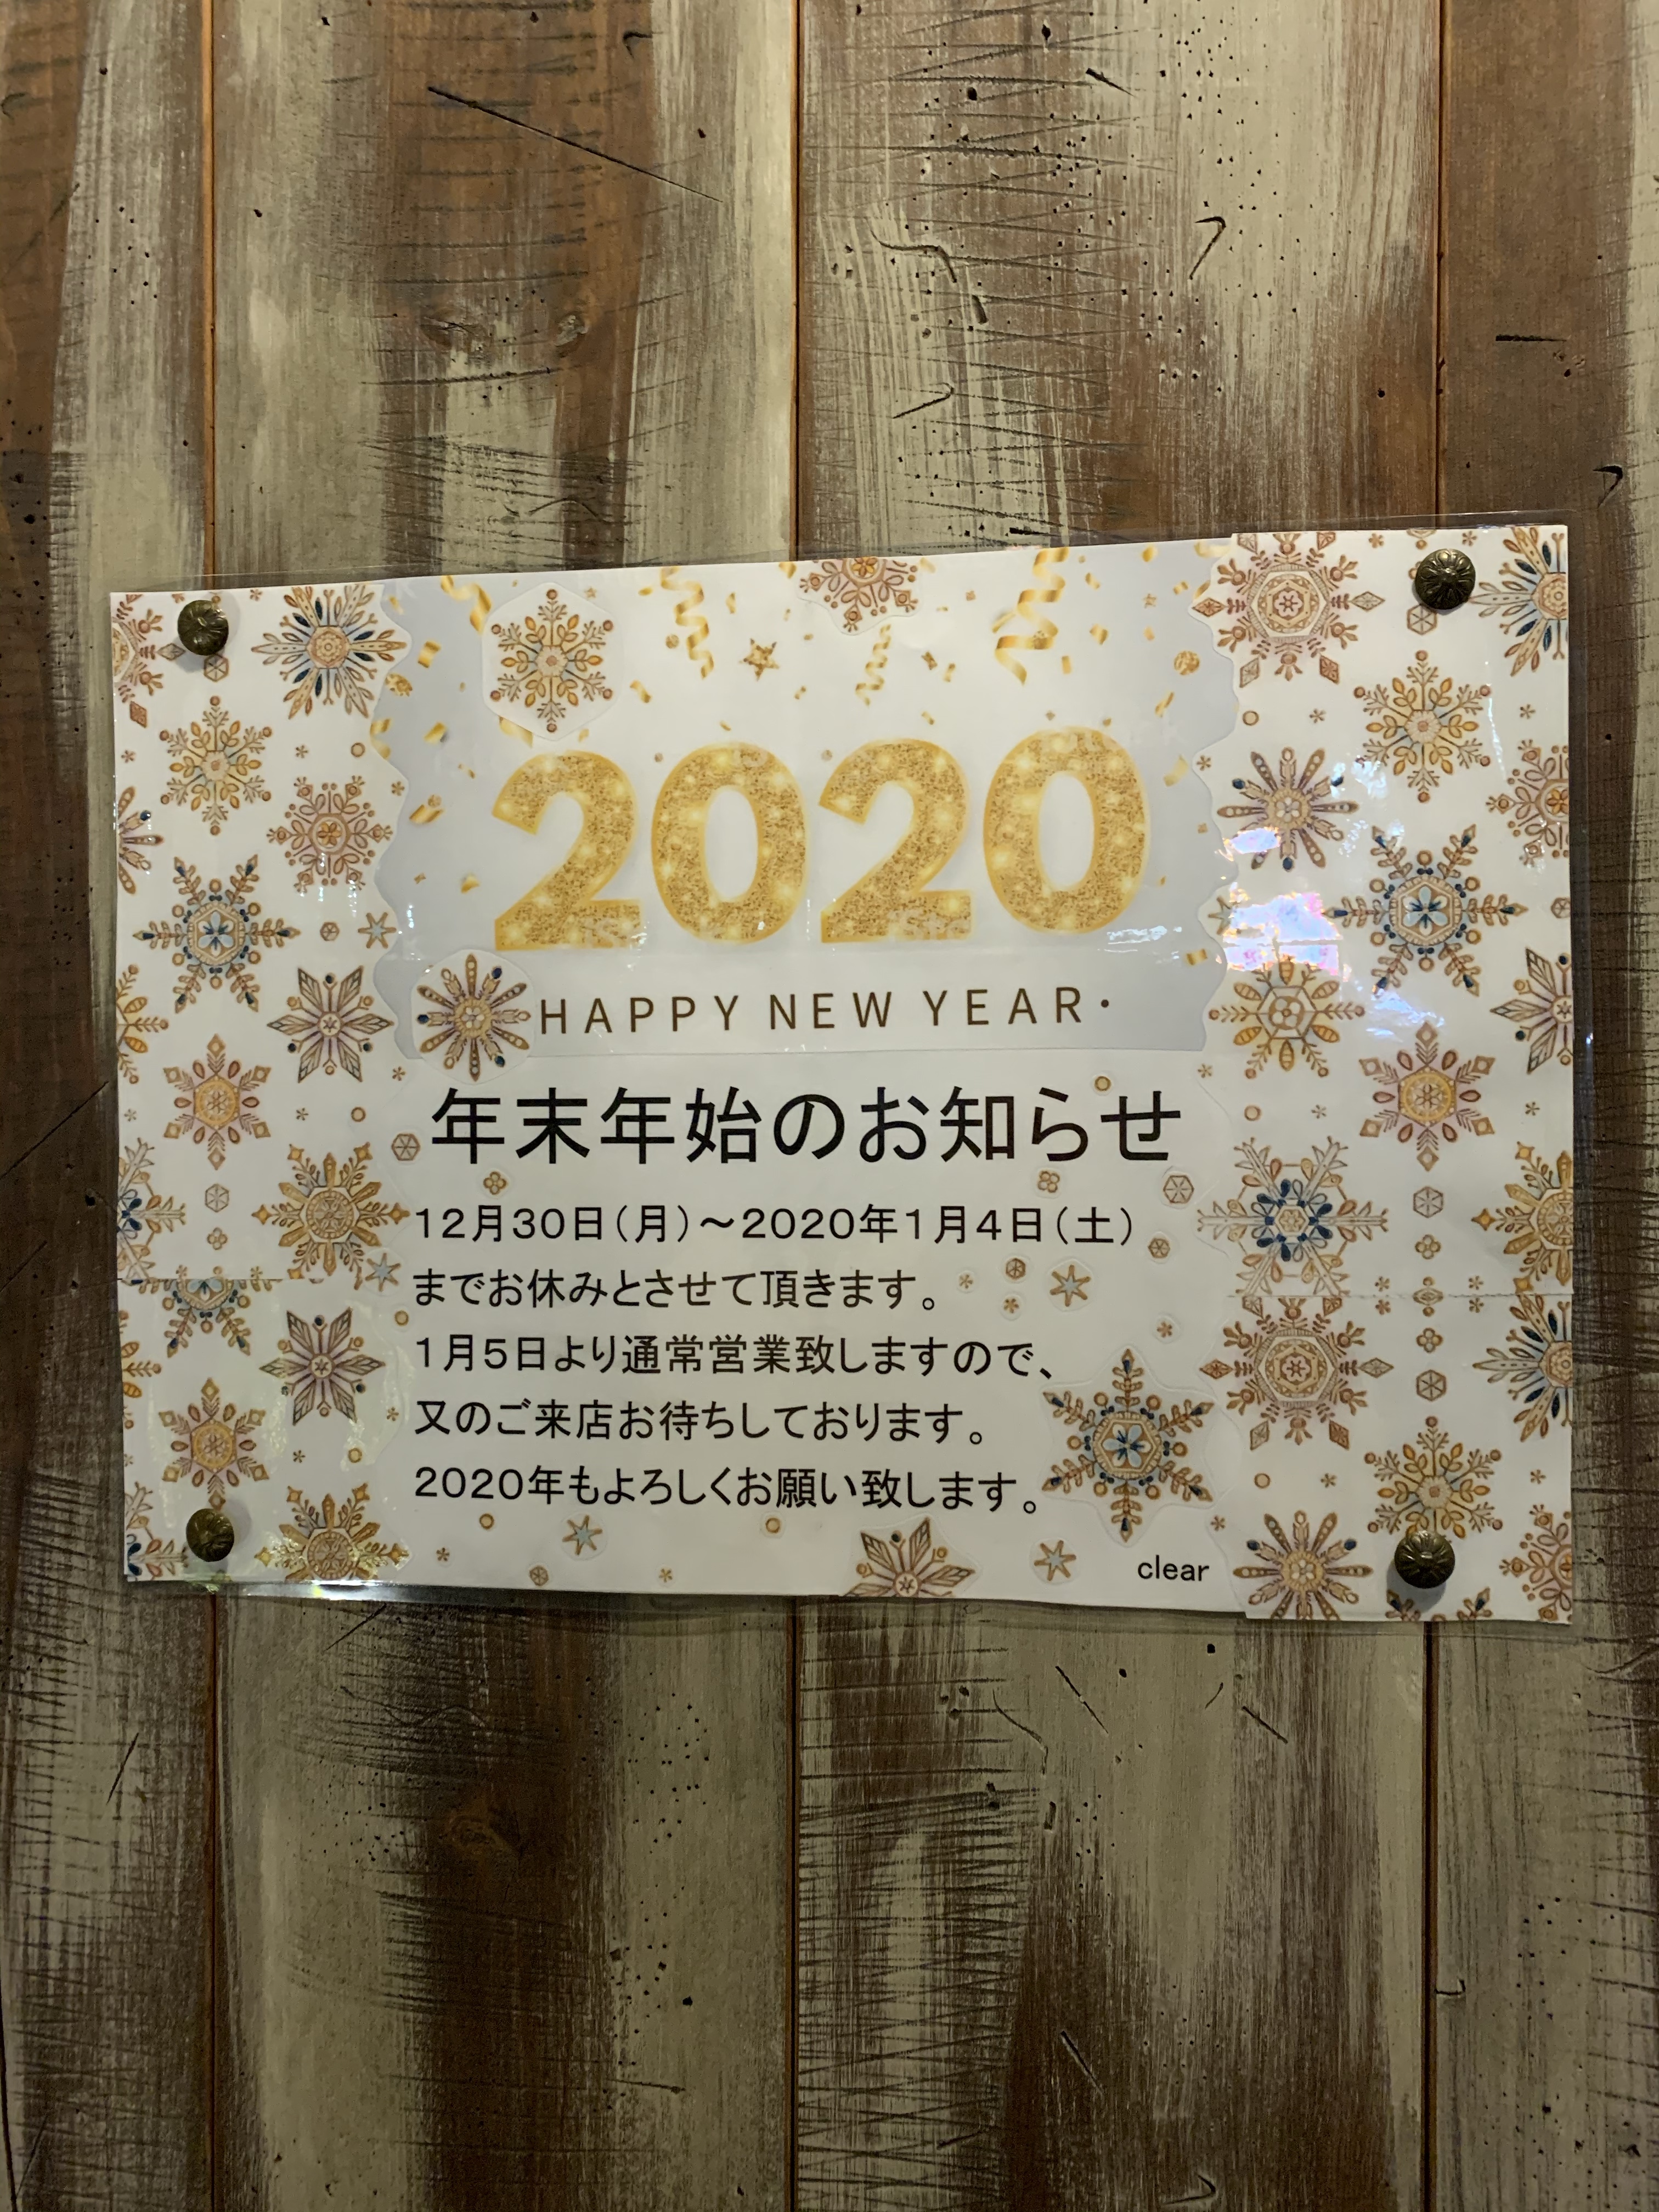 2020
HAPPY NEW YEAR・
年末年始のお知らせ
12月30日(月)～2020年1月4日(土)
までお休みとさせて頂きます。
1月5日より通常営業致しますので、
又のご来店お待ちしております。
2020年もよろしくお願い致します。
clear